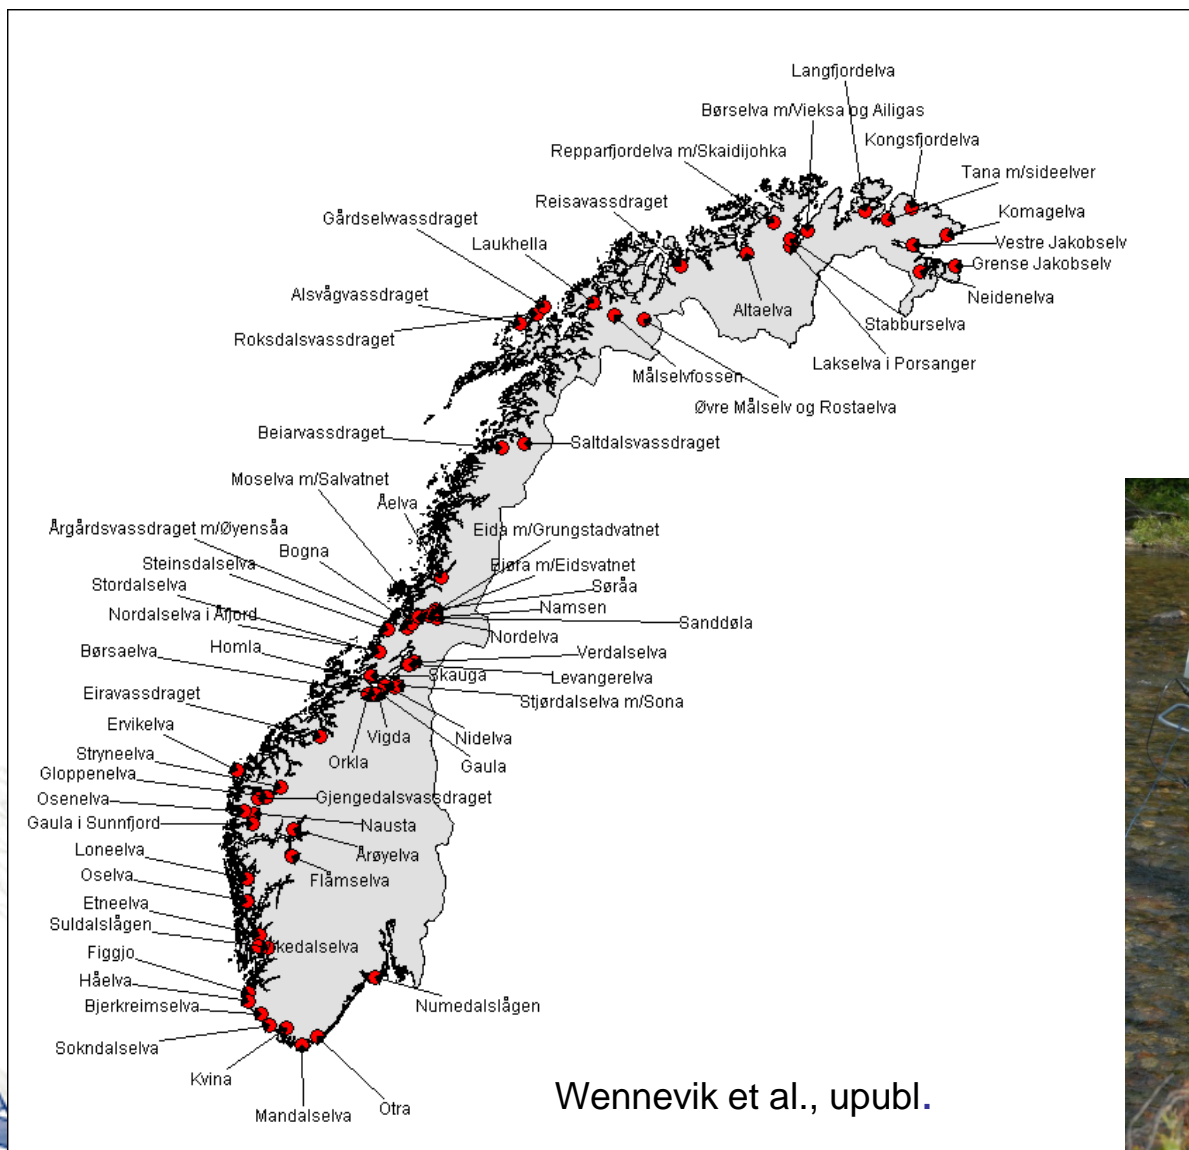 Langfjordelva
Børselva m/Vieksa og Ailigas
Kongsfjordelva
Repparfjordelva m/Skaidijohka
Tana m/sideelver
Reisavassdraget
Komagelva
Gårdselwassdraget
Laukhella
Vestre Jakobselv
Grense Jakobselv
Alsvågvassdraget
Neidenelva
Altaelva
Stabburselva
Roksdalsvassdraget
Lakselva i Porsanger
Målselvfossen
Øvre Målselv og Rostaelva
Beiarvassdraget
Saltdalsvassdraget
Moselva m/Salvatnet
Åelva
Årgårdsvassdraget m/Øyensåa
Eida m/Grungstadvatnet
Bogna
Steinsdalselva
Bjøra m/Eidsvatnet
Stordalselva
Søråa
Nordalselva i Åfjord
Namsen
Sanddøla
Nordelva
Homla
Verdalselva
Børsaelva
Skauga
Levangerelva
Eiravassdraget
Stjørdalselva m/Sona
Ervikelva
Vigda
Nidelva
Stryneelva
Orkla
Gaula
Gloppenelva
Osenelva
Gjengedalsvassdraget
Gaula i Sunnfjord
Nausta
Loneelva
Årøyelva
Oselva
Flåmselva
Etneelva
Suldalslågen
kedalselva
Figgjo
Håelva
Bjerkreimselva
Numedalslågen
Sokndalselva
Kvina
Mandalselva
Otra
Wennevik et al., upubl.